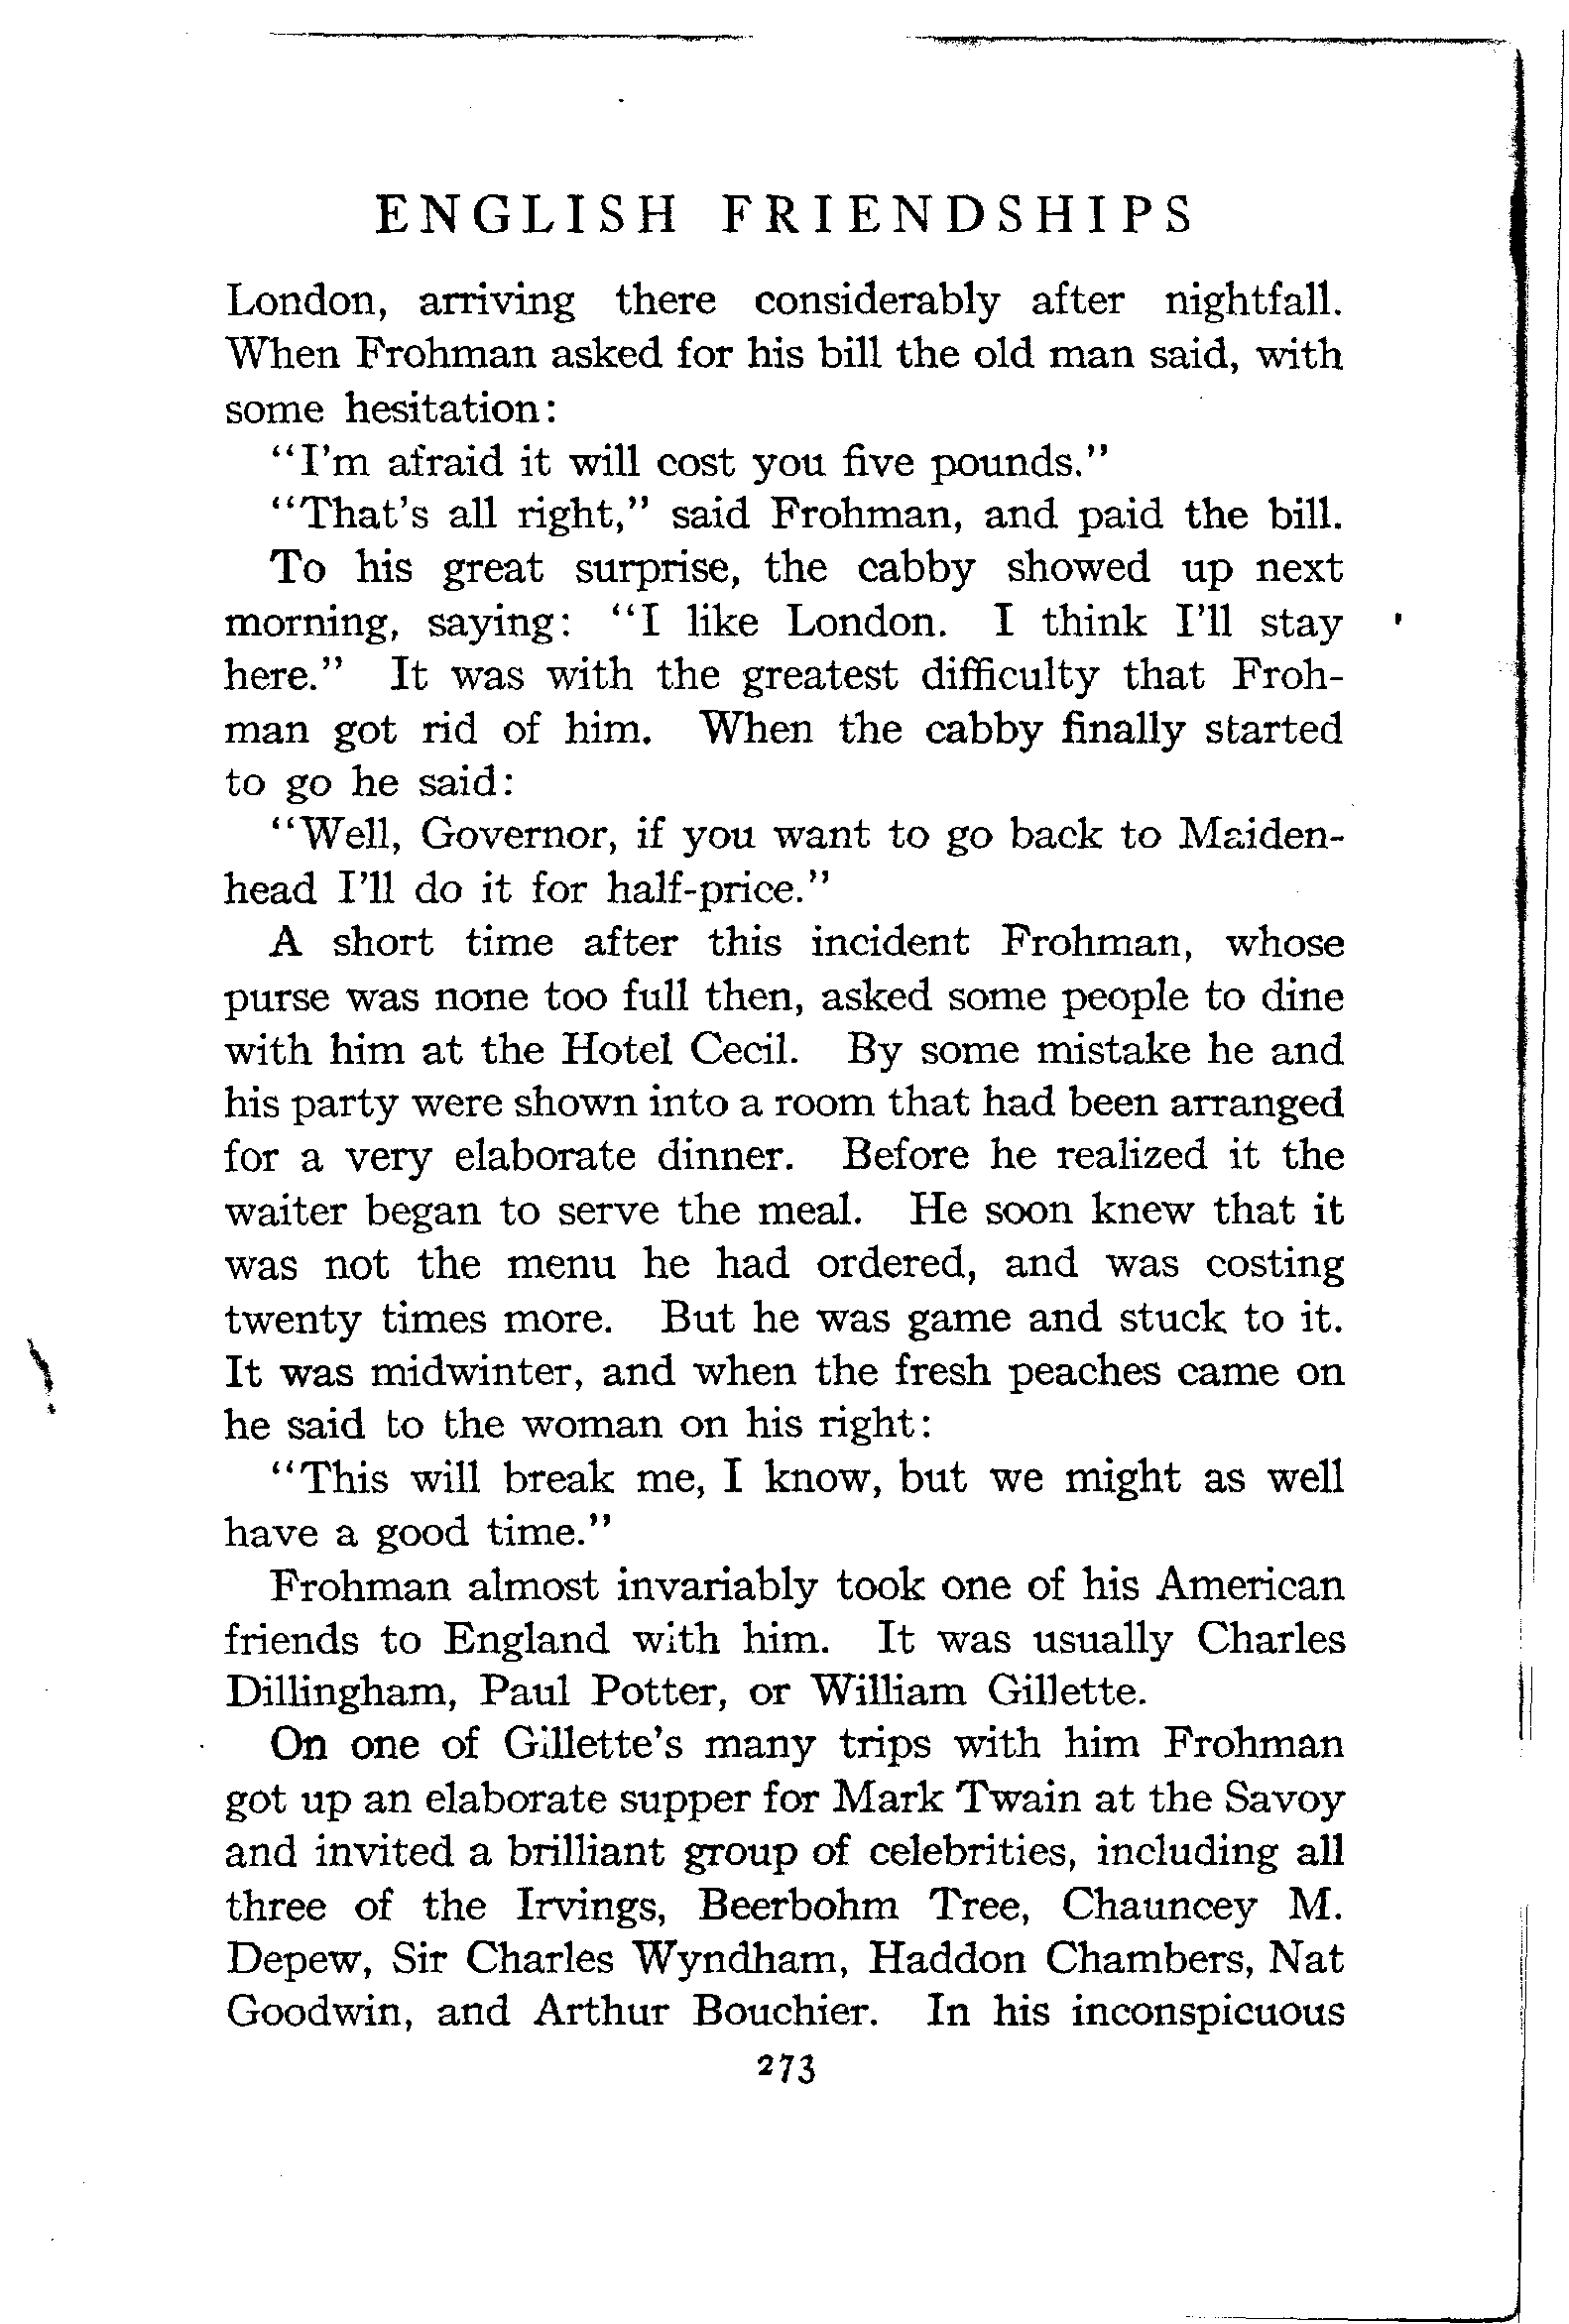 ENGLISH FRIENDSHIPS
London, arriving there considerably after nightfall.
When Frohman asked for his bill the old man said, with
some hesitation:
"I'm afraid it will cost you five pounds."
"That's all right," said Frohman, and paid the bill.
To his great surprise, the cabby showed up next
morning, saying: "I like London. I think I'll stay
here." It was with the greatest difficulty that Froh-
man got rid of him. When the cabby finally started
to go he said:
"Well, Governor, if you want to go back to Maiden-
head I'll do it for half-price."
A short time after this incident Frohman, whose
purse was none too full then, asked some people to dine
with him at the Hotel Cecil. By some mistake he and
his party were shown into a room that had been arranged
for a very elaborate dinner. Before he realized it the
waiter began to serve the meal. He soon knew that it
was not the menu he had ordered, and was costing
twenty times more. But he was game and stuck to it.
It was midwinter, and when the fresh peaches came on
he said to the woman on his right:
"This will break me, I know, but we might as well
have a good time."
Frohman almost invariably took one of his American
friends to England with him. It was usually Charles
Dillingham, Paul Potter, or William Gillette.
On one of Gillette's many trips with him Frohman
got up an elaborate supper for Mark Twain at the Savoy
and invited a brilliant group of celebrities, including all
three of the Irvings, Beerbohm Tree, Chauncey M.
Depew, Sir Charles Wyndham, Haddon Chambers, Nat
Goodwin, and Arthur Bouchier. In his inconspicuous
273